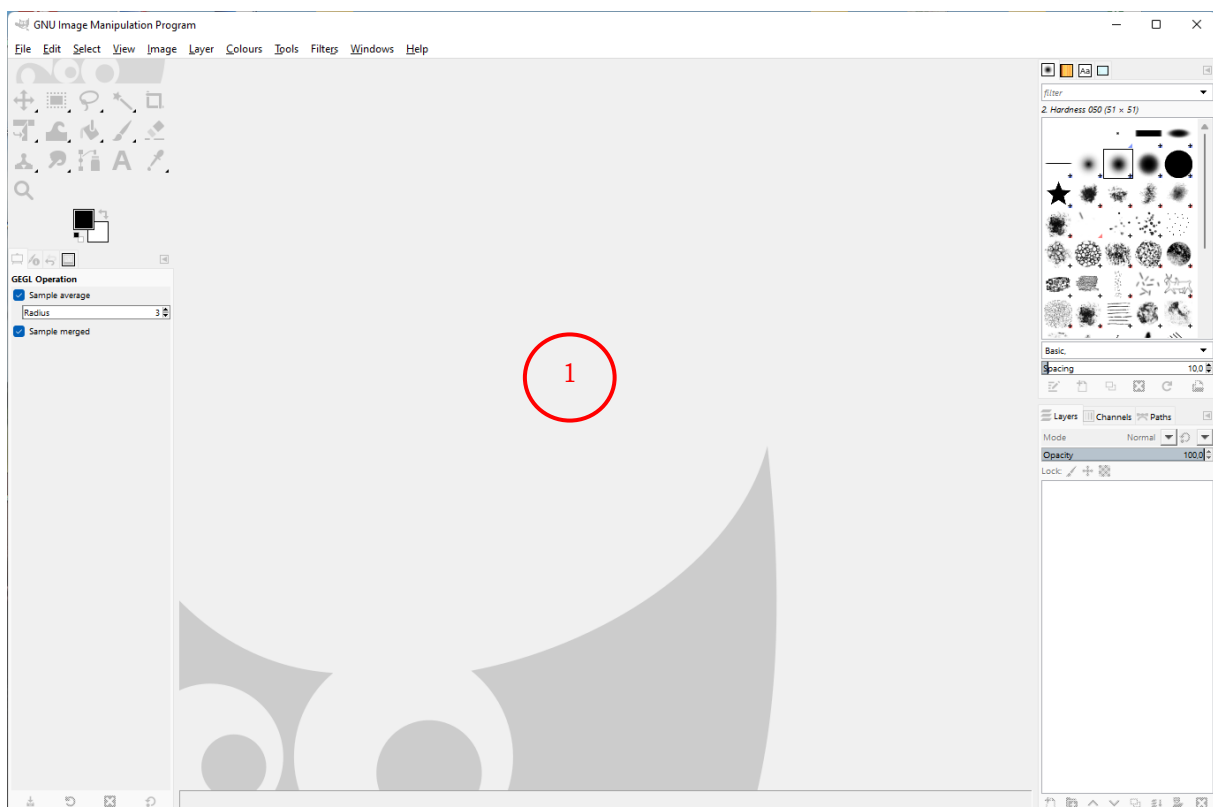 GNU Image Manipulation Program
File Edit Select View Image Layer Colours Tools Filters Windows Help
GEGL Operation
Sample average
Radius 3
Sample merged
1
Aa
filter
2. Hardness 050 (51 × 51)
Basic,
Spacing 10,0
Layers Channels Paths
Mode Normal
Opacity 100,0
Lock: